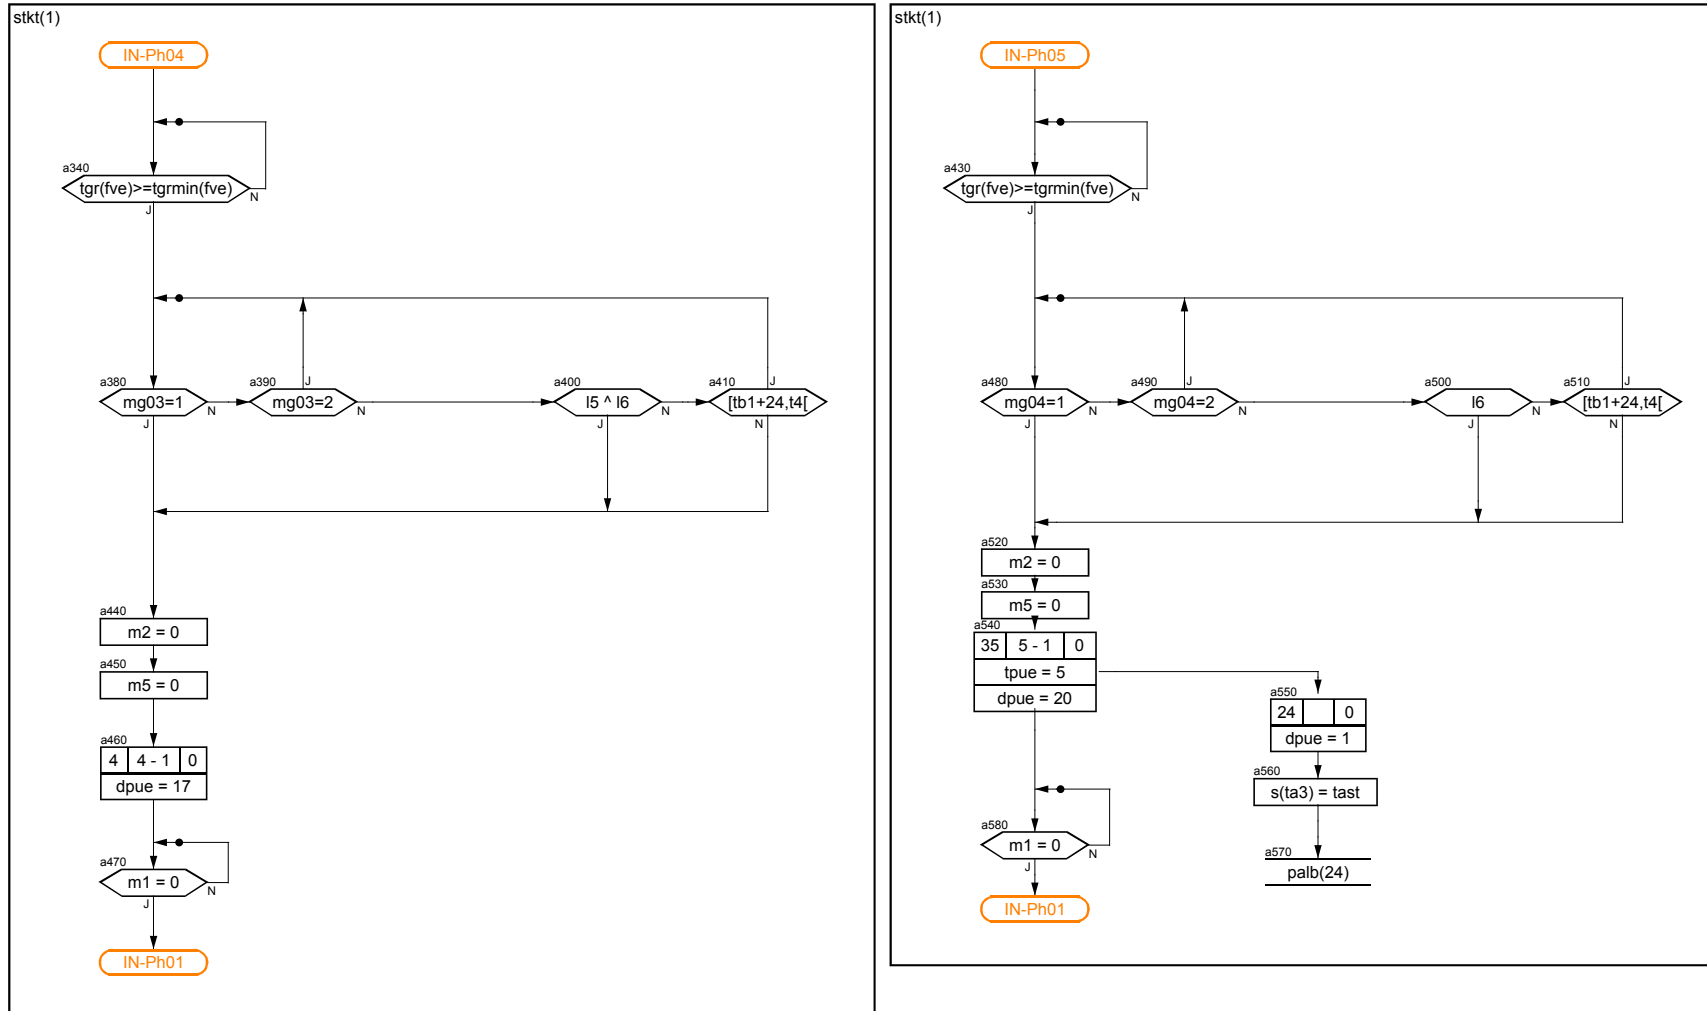 stkt(1)
IN-Ph04
a340
tgr(fve)>=tgrmin(fve)
N
J
a380
mg03=1
N
J
a390
mg03=2
J
N
a400
l5 ^ l6
N
J
a410
[tb1+24,t4[
J
N
a440
m2 = 0
a450
m5 = 0
a460
4 4 - 1 0
dpue = 17
a470
m1 = 0
N
J
IN-Ph01
stkt(1)
IN-Ph05
a430
tgr(fve)>=tgrmin(fve)
N
J
a480
mg04=1
N
J
a490
mg04=2
J
N
a500
l6
N
J
a510
[tb1+24,t4[
J
N
a520
m2 = 0
a530
m5 = 0
a540
35 5 - 1 0
tpue = 5
dpue = 20
a550
24 0
dpue = 1
a560
s(ta3) = tast
a570
palb(24)
a580
m1 = 0
N
J
IN-Ph01